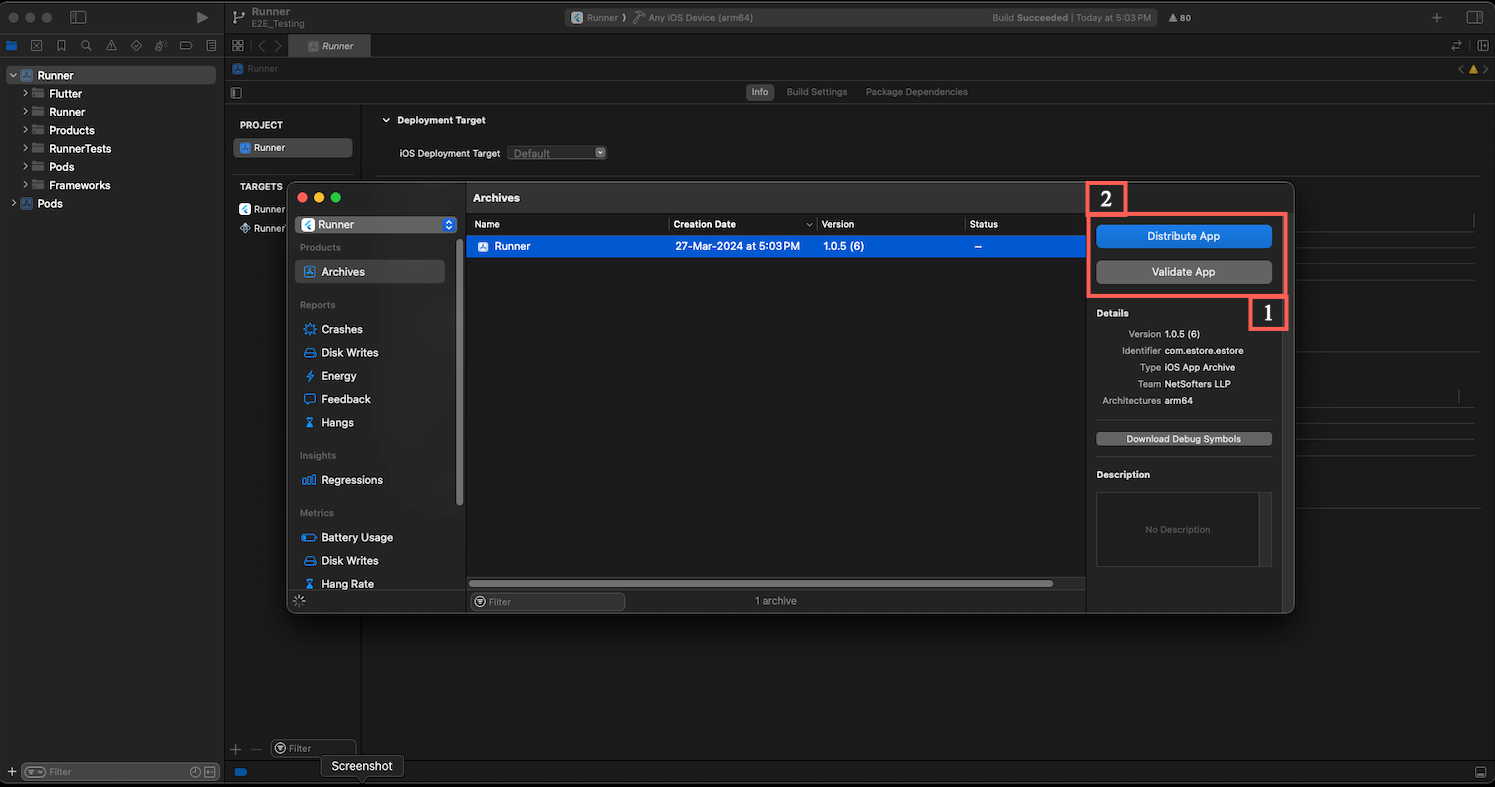 Runner
E2E_Testing
Runner ⟩ Any iOS Device (arm64)
Build Succeeded | Today at 5:03 PM
80
Runner
Runner
Info Build Settings Package Dependencies
Runner
Flutter
Runner
Products
RunnerTests
Pods
Frameworks
Pods
Filter
PROJECT
Runner
TARGETS
Runner
Runner
Filter
Deployment Target
iOS Deployment Target Default
Runner
Products
Archives
Reports
Crashes
Disk Writes
Energy
Feedback
Hangs
Insights
Regressions
Metrics
Battery Usage
Disk Writes
Hang Rate
Archives
Name Creation Date Version Status
Runner 27-Mar-2024 at 5:03 PM 1.0.5 (6) –
Filter
1 archive
2
Distribute App
Validate App
1
Details
Version 1.0.5 (6)
Identifier com.estore.estore
Type iOS App Archive
Team NetSofters LLP
Architectures arm64
Download Debug Symbols
Description
No Description
Screenshot